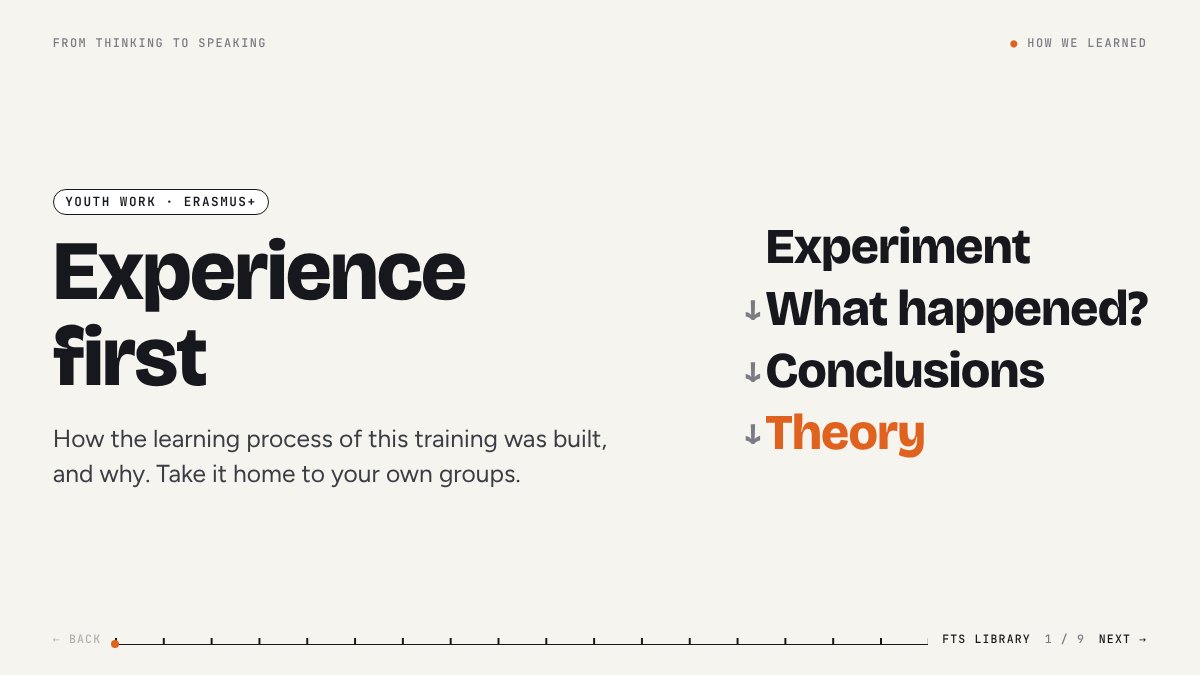 FROM THINKING TO SPEAKING
● HOW WE LEARNED
YOUTH WORK · ERASMUS+
Experience
first
How the learning process of this training was built,
and why. Take it home to your own groups.
Experiment
↓ What happened?
↓ Conclusions
↓ Theory
← BACK
FTS LIBRARY 1 / 9 NEXT →